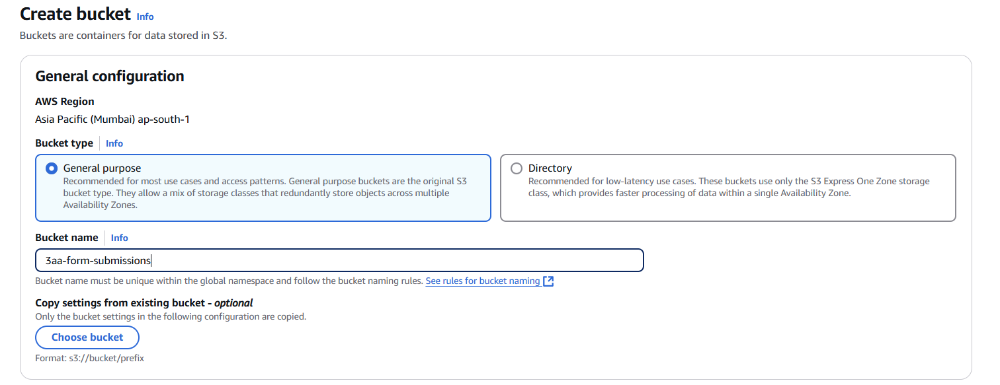 Create bucket Info
Buckets are containers for data stored in S3.
General configuration
AWS Region
Asia Pacific (Mumbai) ap-south-1
Bucket type Info
General purpose
Recommended for most use cases and access patterns. General purpose buckets are the original S3
bucket type. They allow a mix of storage classes that redundantly store objects across multiple
Availability Zones.
Directory
Recommended for low-latency use cases. These buckets use only the S3 Express One Zone storage
class, which provides faster processing of data within a single Availability Zone.
Bucket name Info
3aa-form-submissions
Bucket name must be unique within the global namespace and follow the bucket naming rules. See rules for bucket naming
Copy settings from existing bucket - optional
Only the bucket settings in the following configuration are copied.
Choose bucket
Format: s3://bucket/prefix